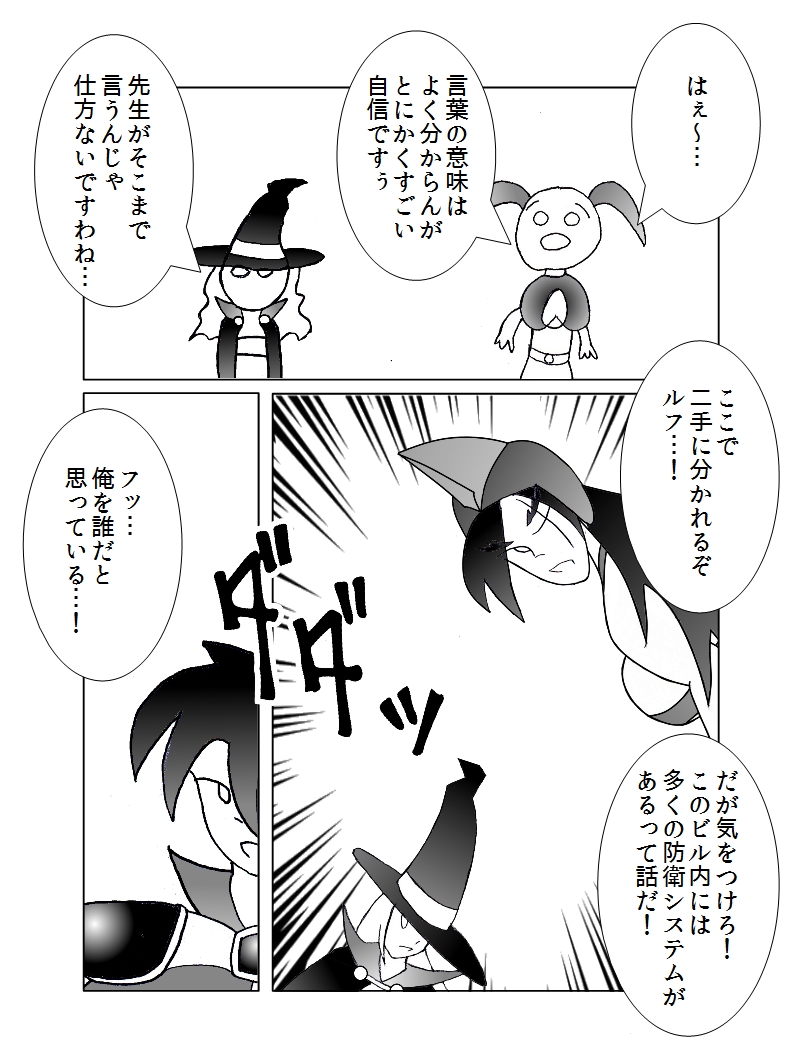 はぇ～…
言葉の意味は
よく分からんが
とにかくすごい
自信ですぅ
先生がそこまで
言うんじゃ
仕方ないですわね…
ここで
二手に分かれるぞ
ルフ…！
だが気をつけろ！
このビル内には
多くの防衛システムが
あるって話だ！
ダダッ
フッ…
俺を誰だと
思っている…！